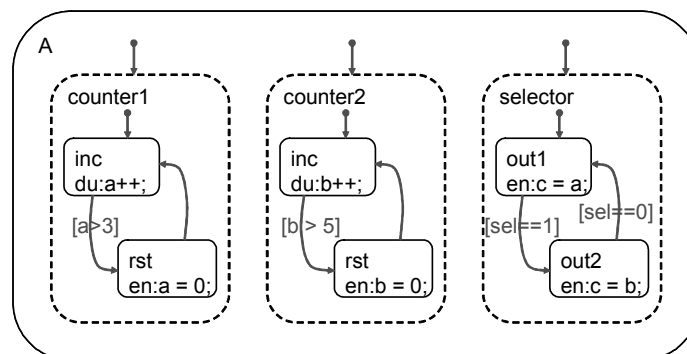 A
counter1
inc
du:a++;
[a>3]
rst
en:a = 0;
counter2
inc
du:b++;
[b > 5]
rst
en:b = 0;
selector
out1
en:c = a;
[sel==0]
[sel==1]
out2
en:c = b;